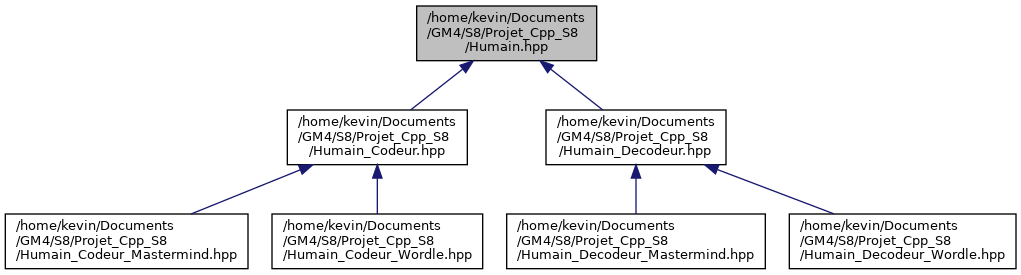 /home/kevin/Documents
/GM4/S8/Projet_Cpp_S8
/Humain.hpp
/home/kevin/Documents
/GM4/S8/Projet_Cpp_S8
/Humain_Codeur.hpp
/home/kevin/Documents
/GM4/S8/Projet_Cpp_S8
/Humain_Decodeur.hpp
/home/kevin/Documents
/GM4/S8/Projet_Cpp_S8
/Humain_Codeur_Mastermind.hpp
/home/kevin/Documents
/GM4/S8/Projet_Cpp_S8
/Humain_Codeur_Wordle.hpp
/home/kevin/Documents
/GM4/S8/Projet_Cpp_S8
/Humain_Decodeur_Mastermind.hpp
/home/kevin/Documents
/GM4/S8/Projet_Cpp_S8
/Humain_Decodeur_Wordle.hpp